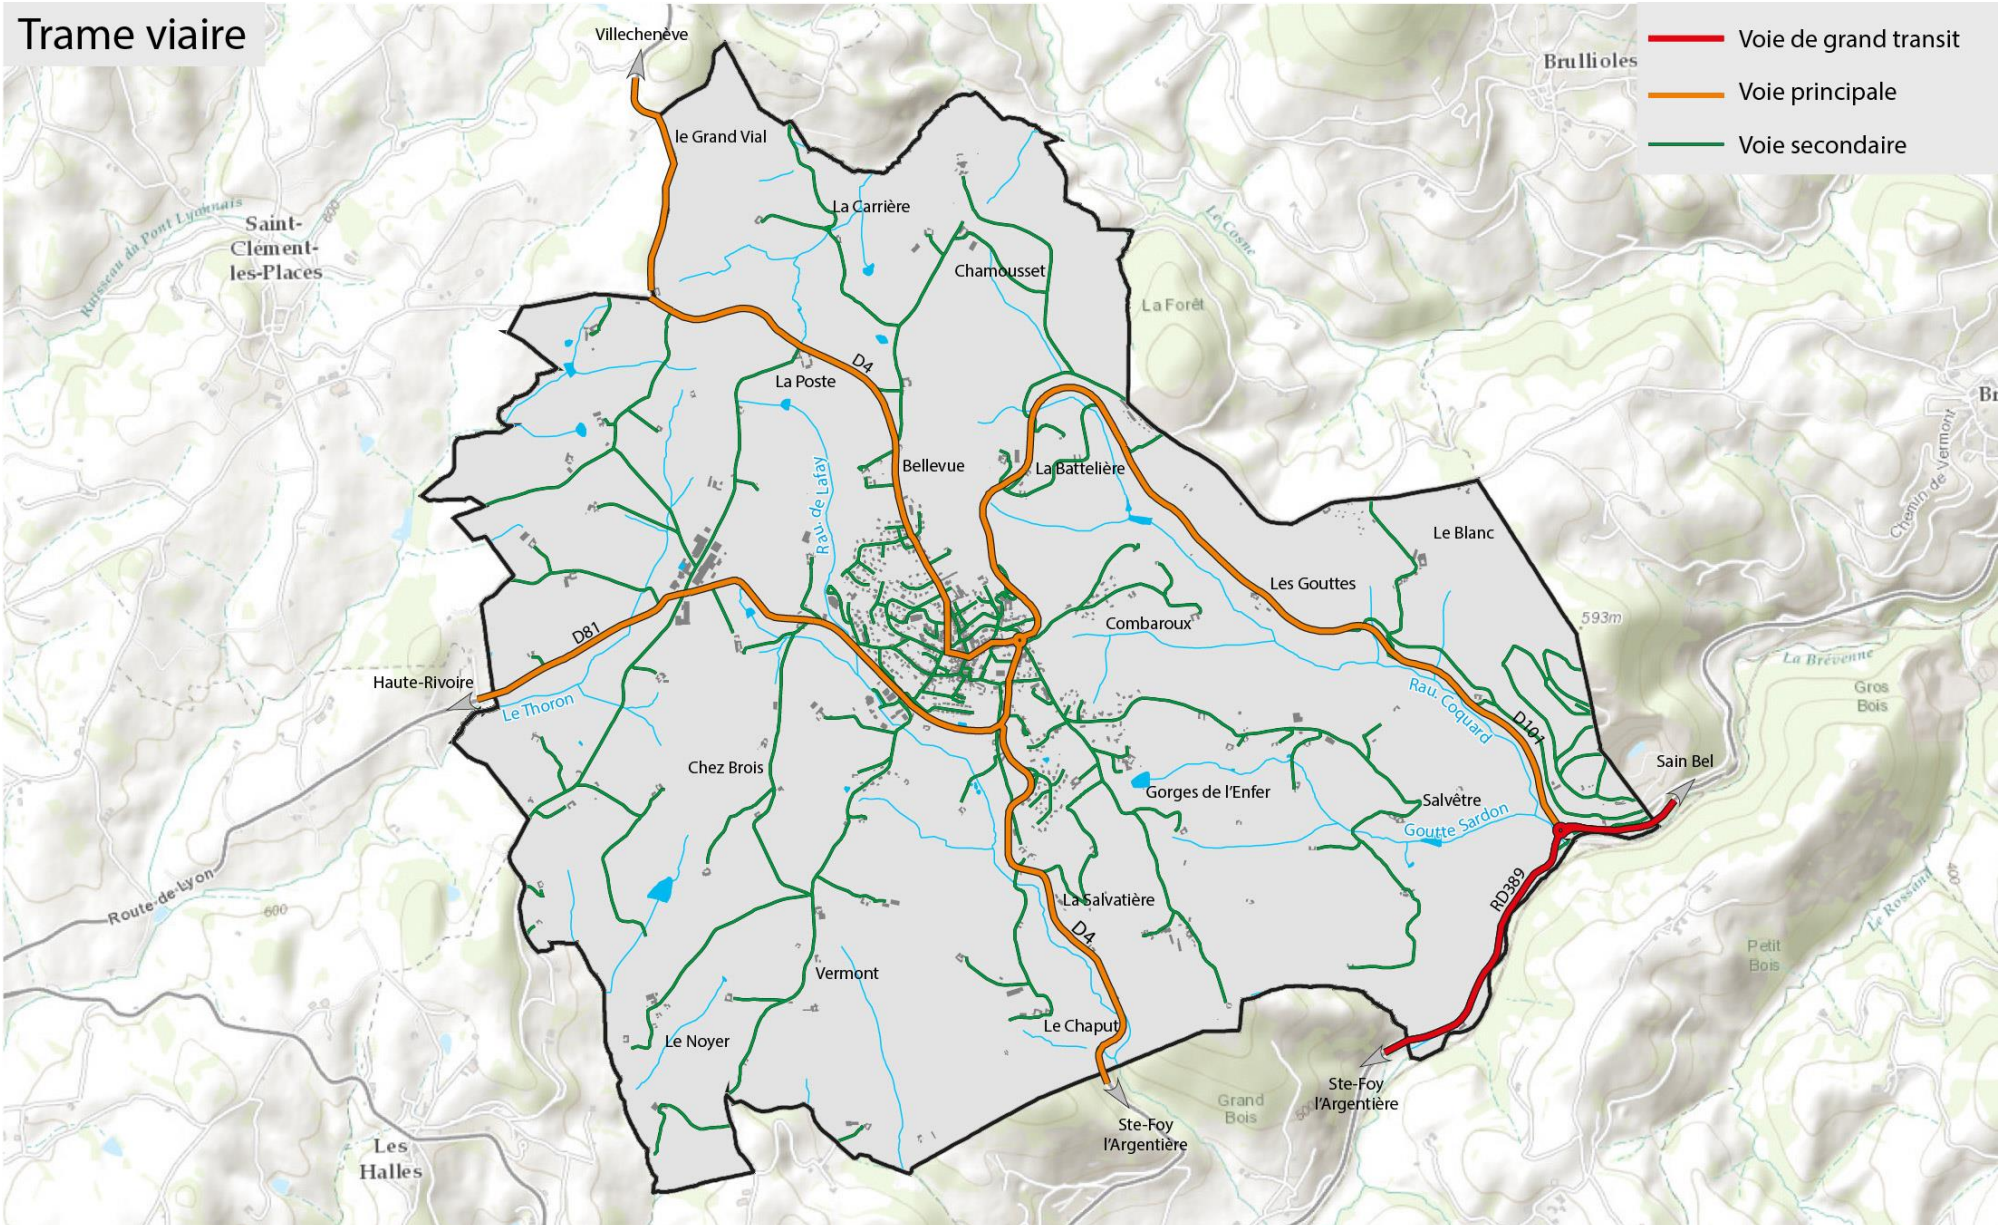 Trame viaire
Voie de grand transit
Voie principale
Voie secondaire
Villechenève
Brullioles
le Grand Vial
La Carrière
Ruisseau du Pont Lyonnais
600
Saint-
Clément-
les-Places
Le Cosne
Chamousset
La Forêt
D4
La Poste
Br
Chemin de Vermont
Bellevue
La Battelière
Rau. de Lafay
Le Blanc
Les Gouttes
593m
Combaroux
D81
La Brévenne
Haute-Rivoire
Le Thoron
Gros
Bois
Rau. Coquard
D101
Sain Bel
Chez Brois
Gorges de l'Enfer
Salvêtre
Goutte Sardon
Route-de-Lyon
600
RD389
400
Le Rossand
La Salvatière
D4
Petit
Bois
Vermont
Le Chaput
Le Noyer
Ste-Foy
l'Argentière
Grand
Bois
600
Ste-Foy
l'Argentière
Les
Halles